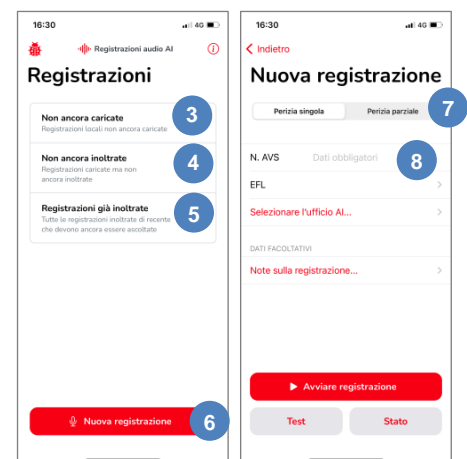 16:30
4G
Registrazioni audio AI
Registrazioni
Non ancora caricate
Registrazioni locali non ancora caricate
3
Non ancora inoltrate
Registrazioni caricate ma non
ancora inoltrate
4
Registrazioni già inoltrate
Tutte le registrazioni inoltrate di recente
che devono ancora essere ascoltate
5
Nuova registrazione
6
16:30
4G
Indietro
Nuova registrazione
Perizia singola
Perizia parziale
7
N. AVS
Dati obbligatori
8
EFL
Selezionare l'ufficio AI...
DATI FACOLTATIVI
Note sulla registrazione...
Avviare registrazione
Test
Stato